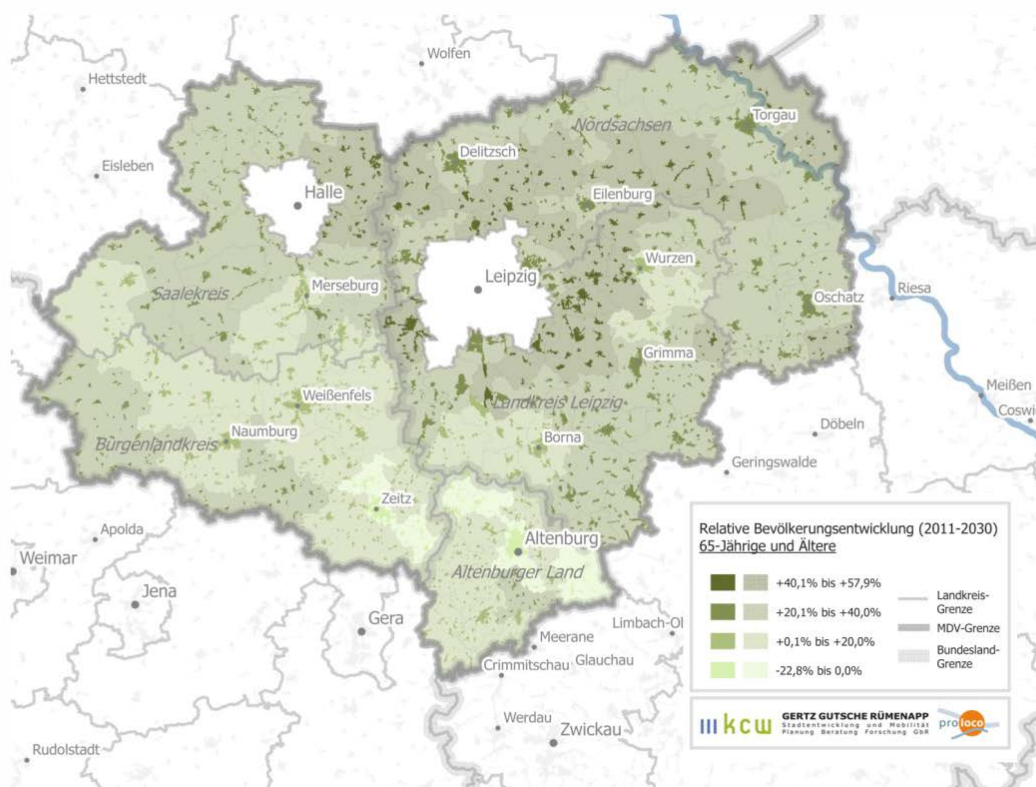 Wolfen
Hettstedt
Torgau
Nordsachsen
Delitzsch
Eisleben
Halle
Eilenburg
Wurzen
Leipzig
Saalekreis
Merseburg
Riesa
Oschatz
Grimma
Meißen
Weißenfels
Landkreis Leipzig
Coswi
Naumburg
Döbeln
Bürgenlandkreis
Borna
Geringswalde
Zeitz
Apolda
Altenburg
Weimar
Altenburger Land
Jena
Gera
Limbach-Ol
Meerane
Crimmitschau
Glauchau
Werdau
Zwickau
Rudolstadt
Relative Bevölkerungsentwicklung (2011-2030)
65-Jährige und Ältere
+40,1% bis +57,9%
+20,1% bis +40,0%
+0,1% bis +20,0%
-22,8% bis 0,0%
Landkreis-
Grenze
MDV-Grenze
Bundesland-
Grenze
kcw
GERTZ GUTSCHE RÜMENAPP
Stadtentwicklung und Mobilität
Planung Beratung Forschung GbR
proloco